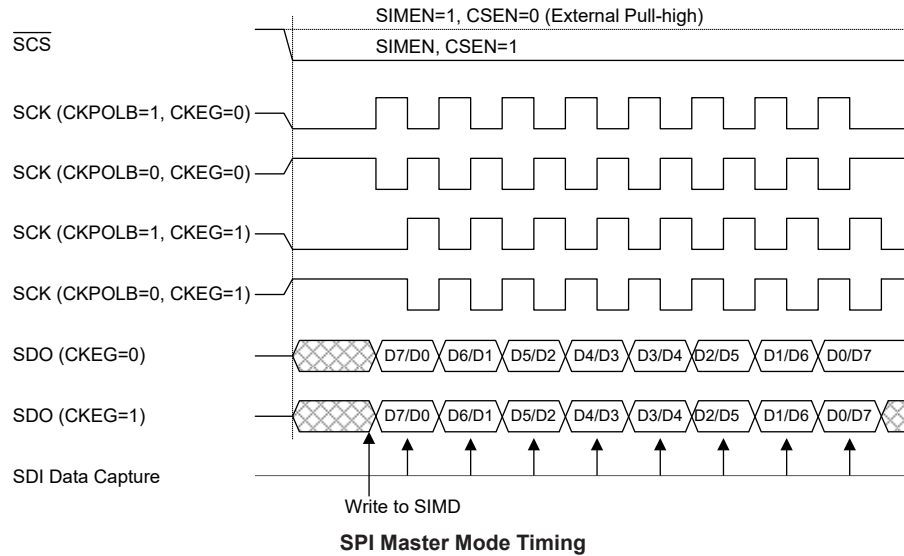 SIMEN=1, CSEN=0 (External Pull-high)
SCS
SIMEN, CSEN=1
SCK (CKPOLB=1, CKEG=0)
SCK (CKPOLB=0, CKEG=0)
SCK (CKPOLB=1, CKEG=1)
SCK (CKPOLB=0, CKEG=1)
SDO (CKEG=0) D7/D0 D6/D1 D5/D2 D4/D3 D3/D4 D2/D5 D1/D6 D0/D7
SDO (CKEG=1) D7/D0 D6/D1 D5/D2 D4/D3 D3/D4 D2/D5 D1/D6 D0/D7
SDI Data Capture
Write to SIMD
SPI Master Mode Timing